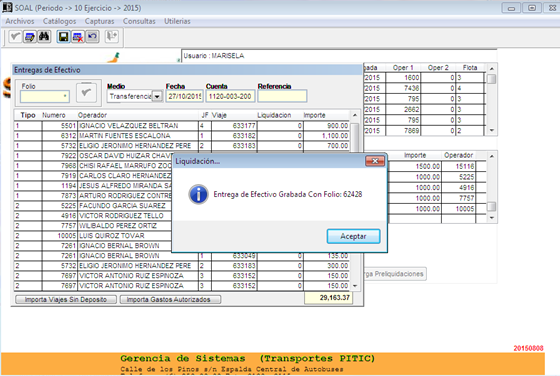 SOAL (Periodo -> 10 Ejercicio -> 2015)
Archivos Catálogos Capturas Consultas Utilerias
Usuario : MARISELA
Entregas de Efectivo
Folio Medio Fecha Cuenta Referencia
* Transferencia 27/10/2015 1120-003-200
Tipo Numero Operador JF Viaje Liquidacion Importe
1 5501 IGNACIO VELAZQUEZ BELTRAN 4 633177 0 900.00
1 6312 MARTIN FUENTES ESCALONA 1 633182 0 1,100.00
1 5732 ELIGIO JERONIMO HERNANDEZ PERE 2 633183 0 700.00
1 7922 OSCAR DAVID HUIZAR CHAV
1 7968 CHISI RAFAEL MARRUFO ZOO
1 7919 CARLOS CLARO HERNANDEZ
1 1194 JESUS ALFREDO MIRANDA SA
1 7873 ARTURO RODRIGUEZ CONTRE
2 5225 FACUNDO GARCIA SUAREZ
2 4916 VICTOR RODRIGUEZ TELLO
2 7757 WILIBALDO PEREZ ORTIZ
2 10005 LUIS QUIROZ TOVAR
2 7261 IGNACIO BERNAL BROWN
2 7261 IGNACIO BERNAL BROWN 1 633049 0 135.00
2 5732 ELIGIO JERONIMO HERNANDEZ PERE 2 633183 0 300.00
2 7697 VICTOR ANTONIO RUIZ ESPINOZA 3 633152 0 150.00
2 7697 VICTOR ANTONIO RUIZ ESPINOZA 3 633152 0 150.00
Importa Viajes Sin Deposito Importa Gastos Autorizados 29,163.37
gada Oper 1 Oper 2 Flota
/2015 1600 0 3
/2015 7436 0 4
/2015 795 0 3
/2015 2662 0 3
/2015 795 0 3
/2015 7869 0 2
Importe Operador
1500.00 15116
1000.00 5225
1000.00 4916
1000.00 7757
1000.00 10005
rga Preliquidaciones
Liquidación...
Entrega de Efectivo Grabada Con Folio: 62428
Aceptar
20150808
Gerencia de Sistemas (Transportes PITIC)
Calle de los Pinos s/n Espalda Central de Autobuses